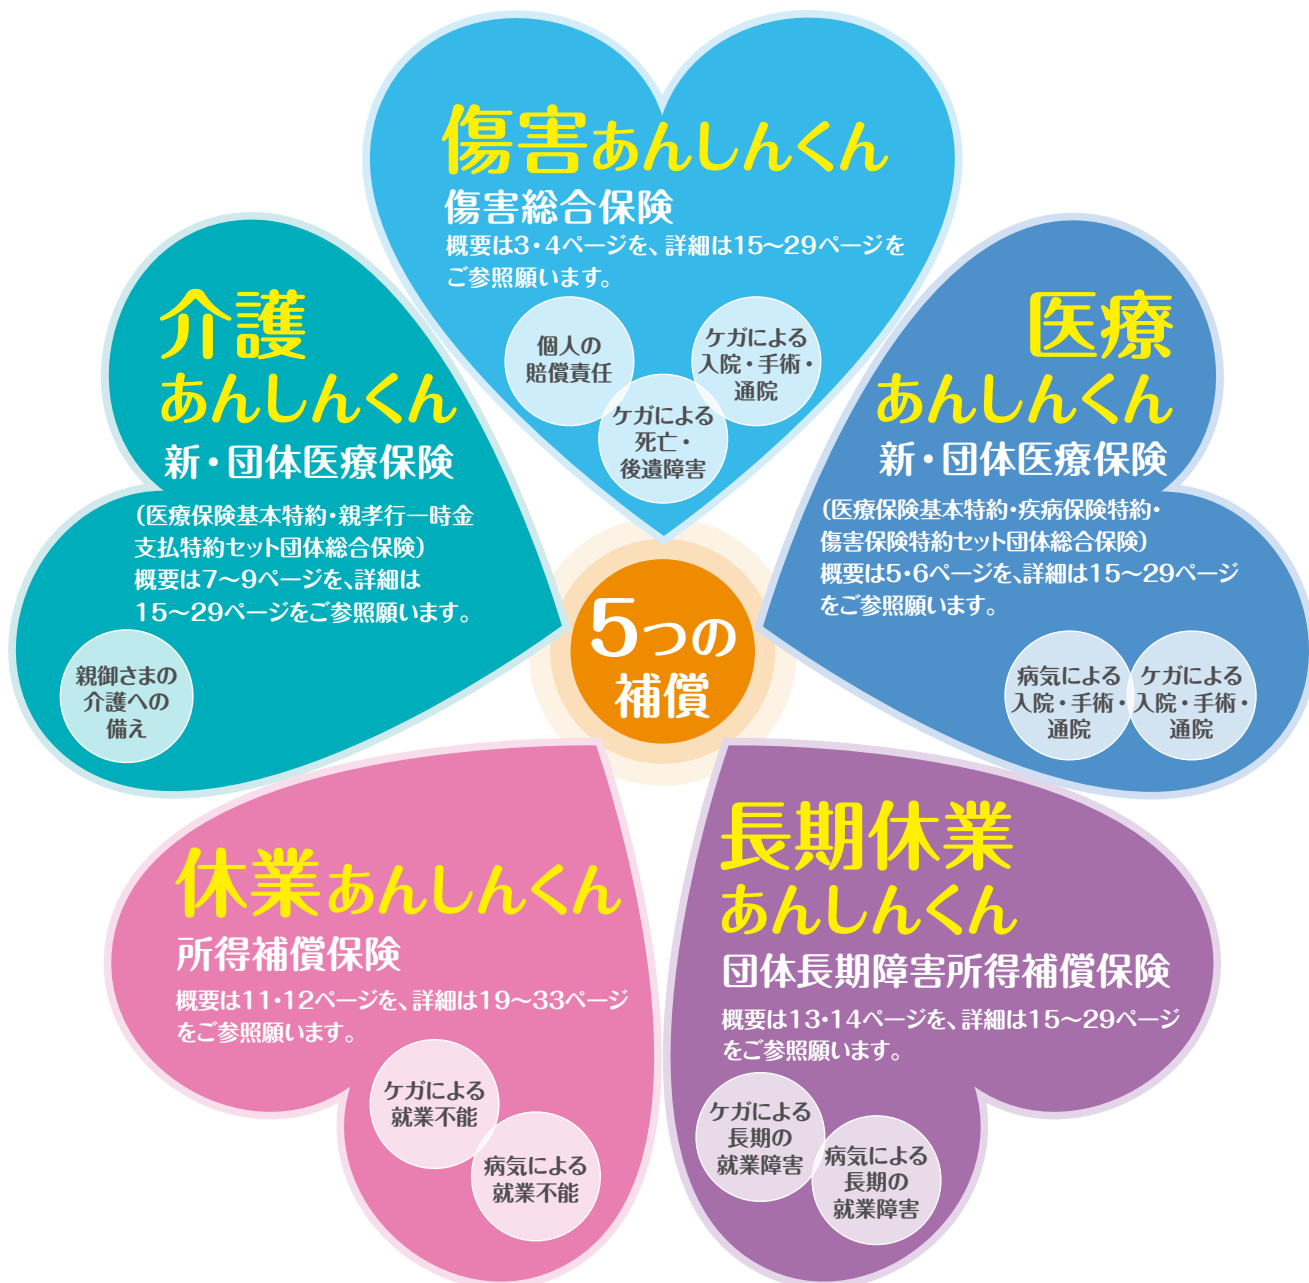 傷害あんしんくん
傷害総合保険
概要は3・4ページを、詳細は15〜29ページを
ご参照願います。
個人の
賠償責任
ケガによる
入院・手術・
通院
ケガによる
死亡・
後遺障害
医療
あんしんくん
新・団体医療保険
(医療保険基本特約・疾病保険特約・
傷害保険特約セット団体総合保険)
概要は5・6ページを、詳細は15〜29ページ
をご参照願います。
病気による
入院・手術・
通院
ケガによる
入院・手術・
通院
長期休業
あんしんくん
団体長期障害所得補償保険
概要は13・14ページを、詳細は15〜29ページ
をご参照願います。
ケガによる
長期の
就業障害
病気による
長期の
就業障害
休業あんしんくん
所得補償保険
概要は11・12ページを、詳細は19〜33ページ
をご参照願います。
ケガによる
就業不能
病気による
就業不能
介護
あんしんくん
新・団体医療保険
(医療保険基本特約・親孝行一時金
支払特約セット団体総合保険)
概要は7〜9ページを、詳細は
15〜29ページをご参照願います。
親御さまの
介護への
備え
5つの
補償